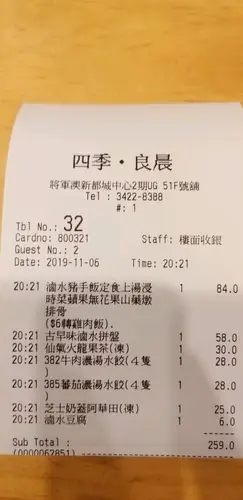 四季·良晨
將軍澳新都城中心2期UG 51F號舖
Tel : 3422-8388
#: 1
Tbl No.: 32
Cardno: 800321 Staff: 樓面收銀
Guest No.: 2
Date: 2019-11-06 Time: 20:21
20:21 滷水豬手飯定食上湯浸 1 84.0
時菜蘋果無花果山藥燉
排骨
($6轉雞肉飯).
20:21 古早味滷水拼盤 1 58.0
20:21 仙氣火龍果茶(凍) 1 30.0
20:21 382牛肉濃湯水餃(4隻 1 28.0
)
20:21 385蕃茄濃湯水餃(4隻 1 28.0
)
20:21 芝士奶蓋阿華田(凍) 1 25.0
20:21 滷水豆腐 1 6.0
Sub Total : 259.0
(0000062851)